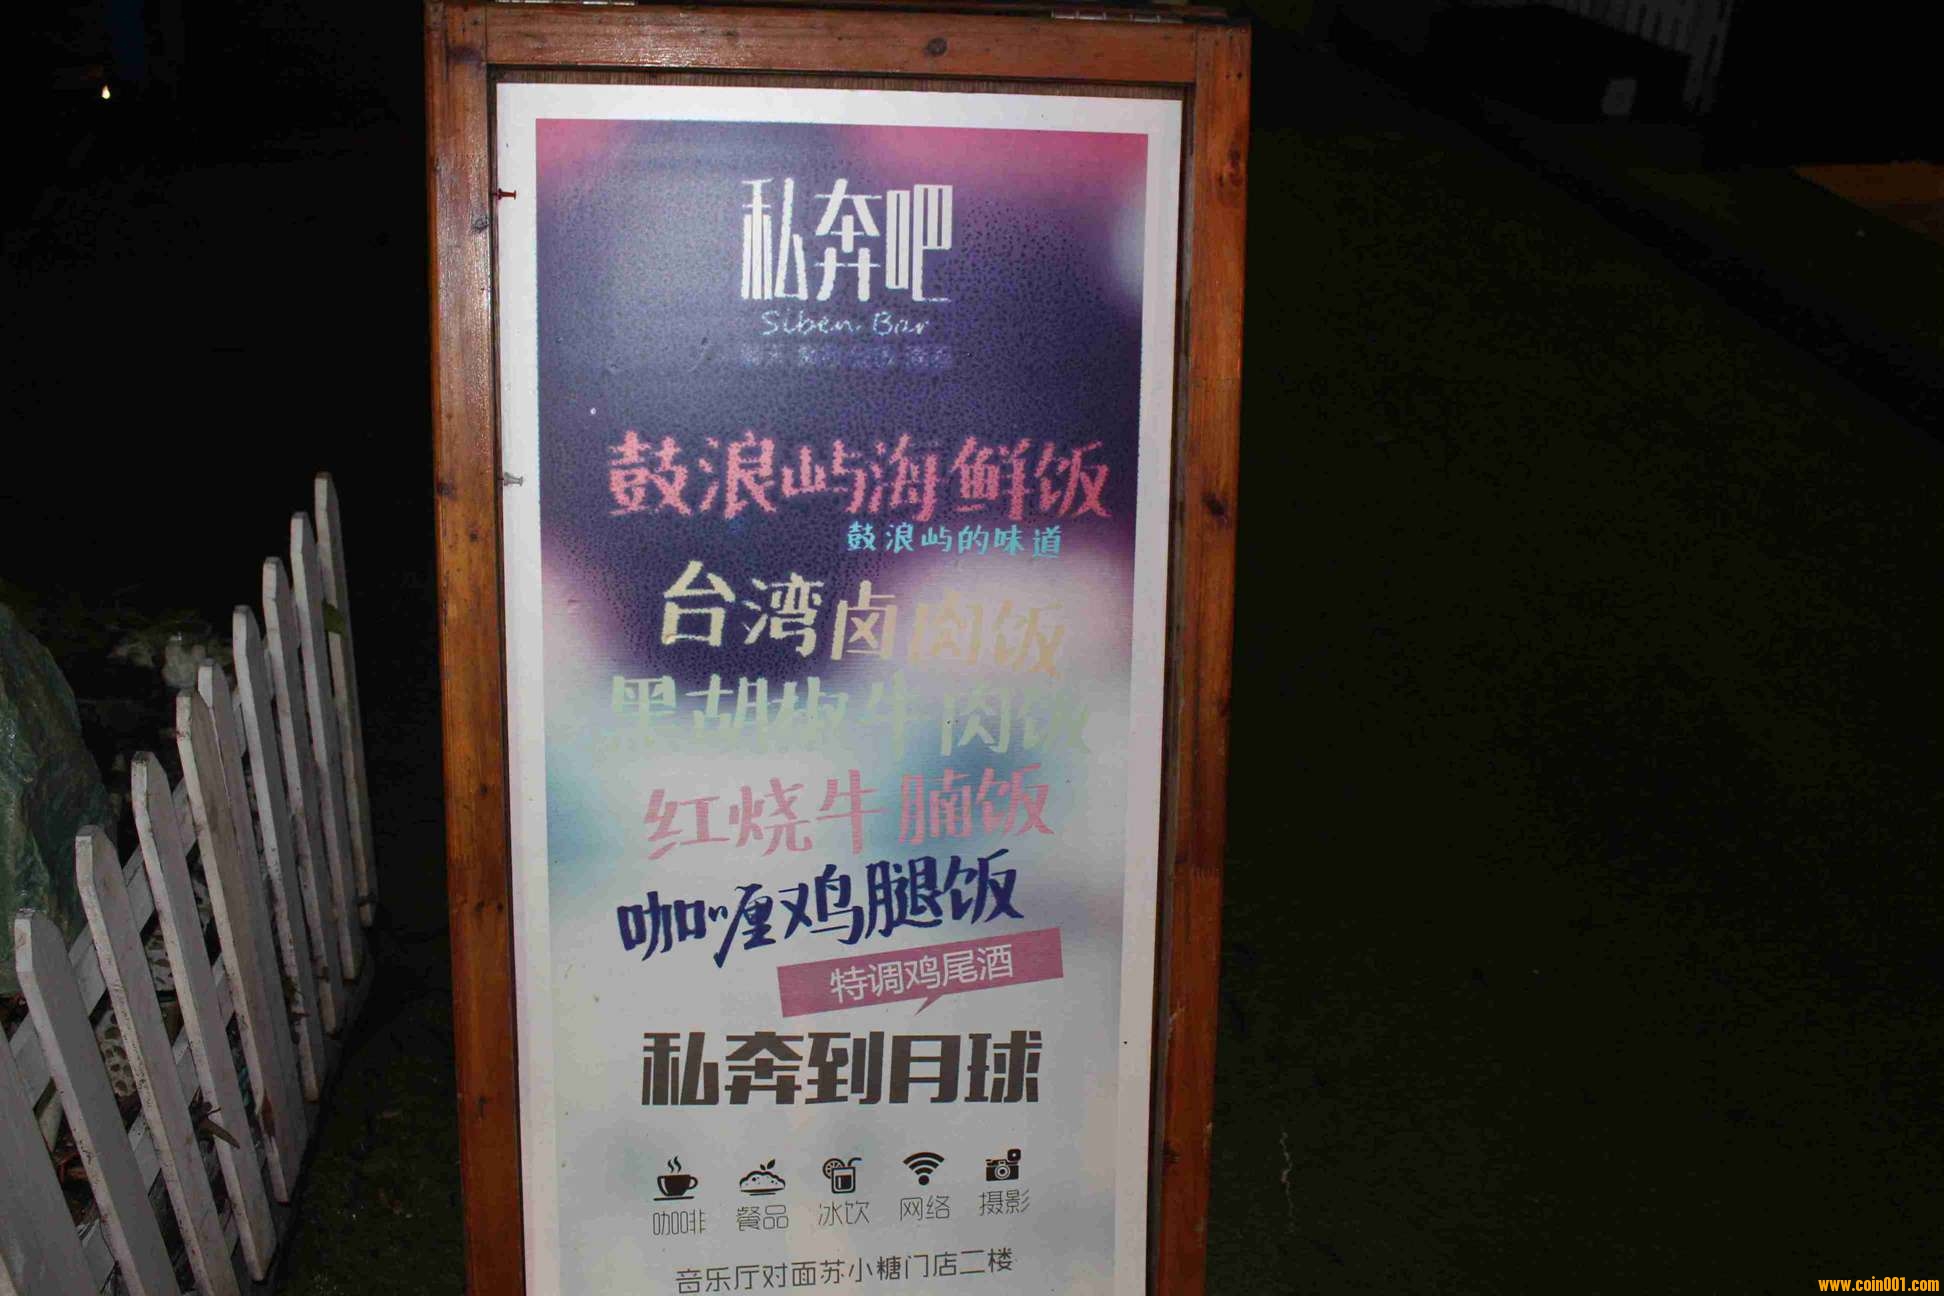 私奔吧
Siben Bar
鼓浪屿海鲜饭
鼓浪屿的味道
台湾卤肉饭
黑胡椒牛肉饭
红烧牛腩饭
咖喱鸡腿饭
特调鸡尾酒
私奔到月球
咖啡 餐品 冰饮 网络 摄影
音乐厅对面苏小糖门店二楼
www.coin001.com